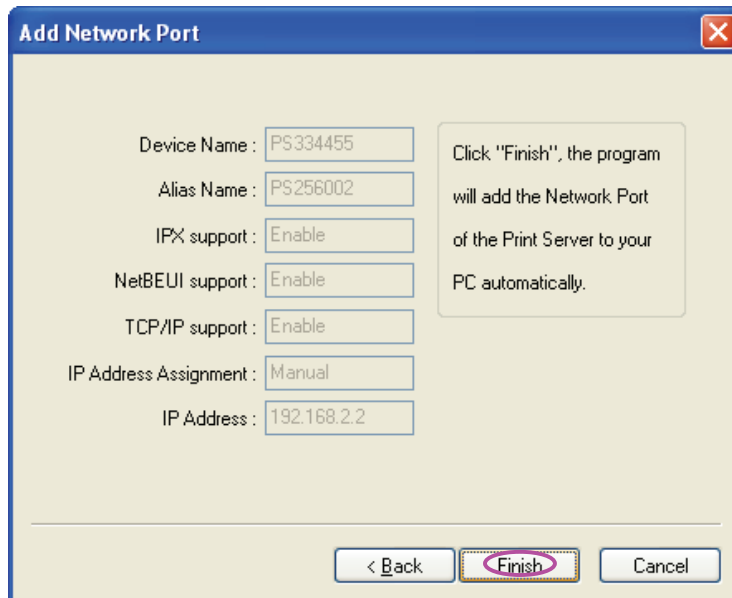 Add Network Port
Device Name : PS334455
Alias Name : PS256002
IPX support : Enable
NetBEUI support : Enable
TCP/IP support : Enable
IP Address Assignment : Manual
IP Address : 192.168.2.2
Click "Finish", the program
will add the Network Port
of the Print Server to your
PC automatically.
< Back Finish Cancel